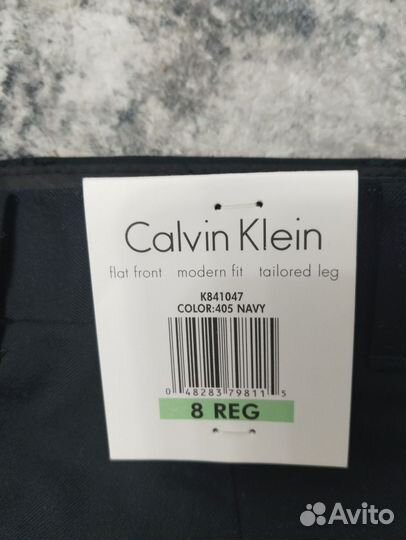 Calvin Klein
flat front modern fit tailored leg
K841047
COLOR:405 NAVY
0 48283 79811 5
8 REG
Avito